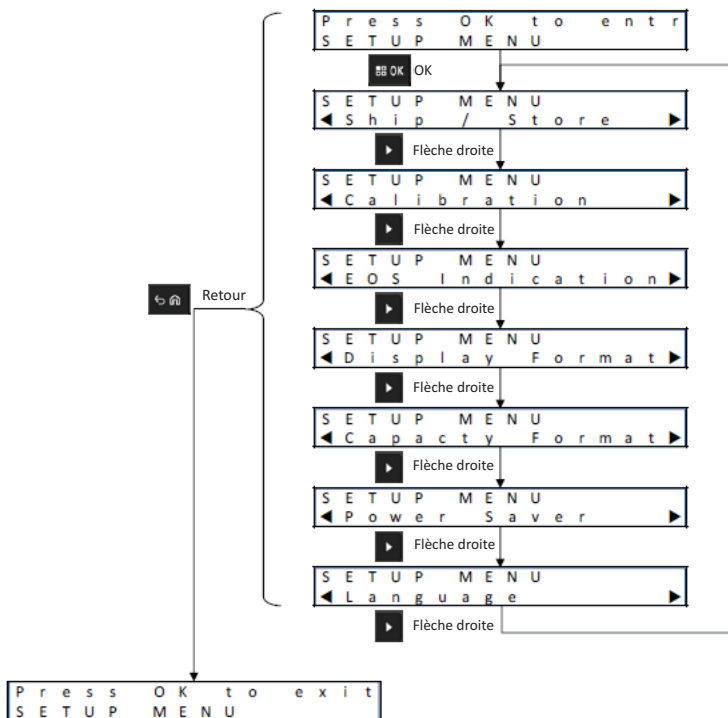 Press OK to entr
SETUP MENU
OK OK
SETUP MENU
◀Ship / Store ▶
Flèche droite
SETUP MENU
◀Calibration ▶
Flèche droite
SETUP MENU
◀EOS Indication▶
Flèche droite
Retour
SETUP MENU
◀Display Format▶
Flèche droite
SETUP MENU
◀Capacty Format▶
Flèche droite
SETUP MENU
◀Power Saver ▶
Flèche droite
SETUP MENU
◀Language ▶
Flèche droite
Press OK to exit
SETUP MENU